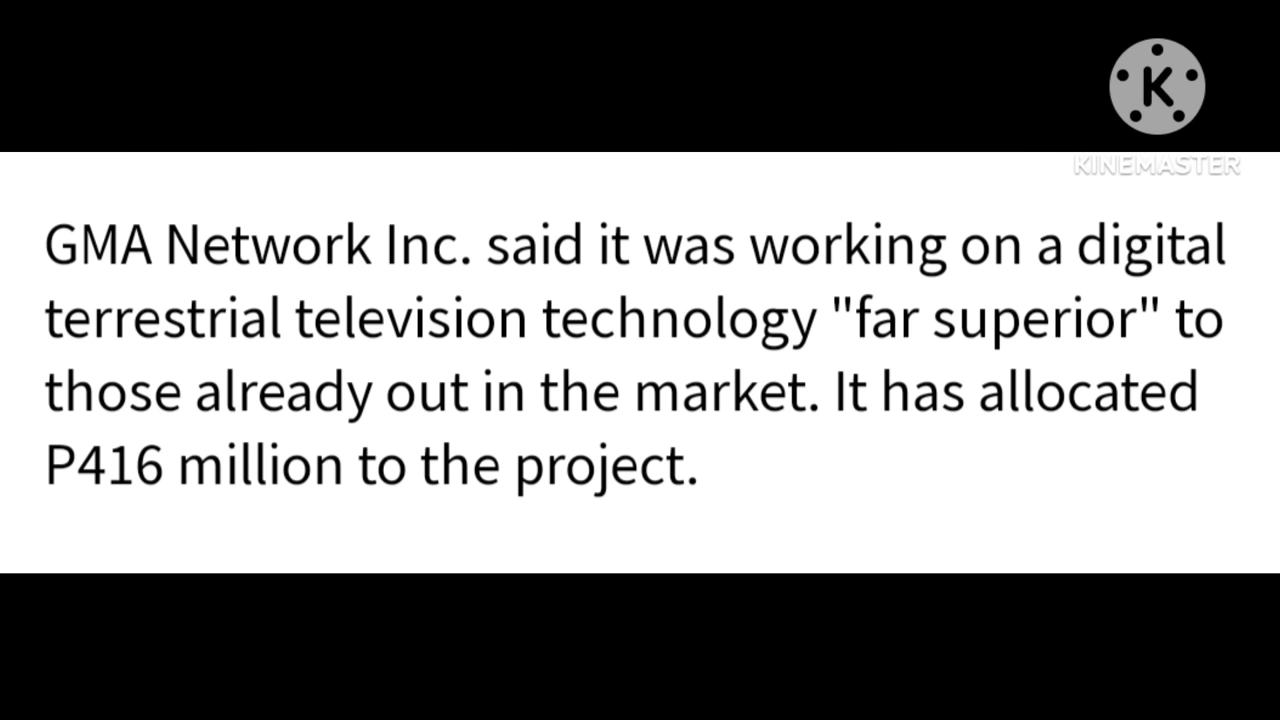 K
KINEMASTER
GMA Network Inc. said it was working on a digital
terrestrial television technology "far superior" to
those already out in the market. It has allocated
P416 million to the project.